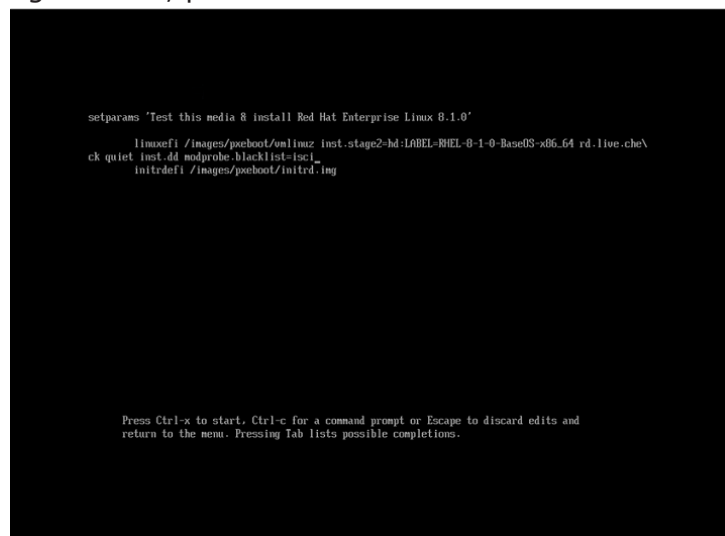 setparams 'Test this media & install Red Hat Enterprise Linux 8.1.0'
linuxefi /images/pxeboot/vmlinuz inst.stage2=hd:LABEL=RHEL-8-1-0-BaseOS-x86_64 rd.live.che\
ck quiet inst.dd modprobe.blacklist=isci_
initrdefi /images/pxeboot/initrd.img
Press Ctrl-x to start, Ctrl-c for a command prompt or Escape to discard edits and
return to the menu. Pressing Tab lists possible completions.